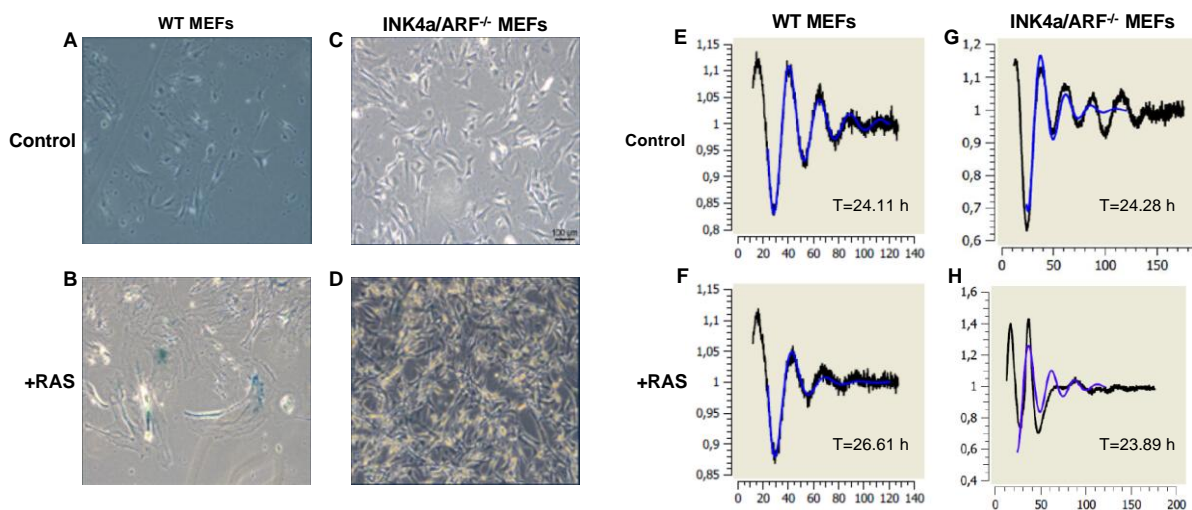 WT MEFs
INK4a/ARF-/- MEFs
WT MEFs
INK4a/ARF-/- MEFs
A
C
E
G
Control
100 µm
Control
1,15
1,1
1,05
1
0,95
0,9
0,85
0,8
T=24.11 h
0 20 40 60 80 100 120 140
1,2
1,1
1
0,9
0,8
0,7
0,6
T=24.28 h
0 50 100 150
B
D
F
H
+RAS
+RAS
1,15
1,1
1,05
1
0,95
0,9
0,85
T=26.61 h
0 20 40 60 80 100 120 140
1,6
1,4
1,2
1
0,8
0,6
0,4
T=23.89 h
0 50 100 150 200